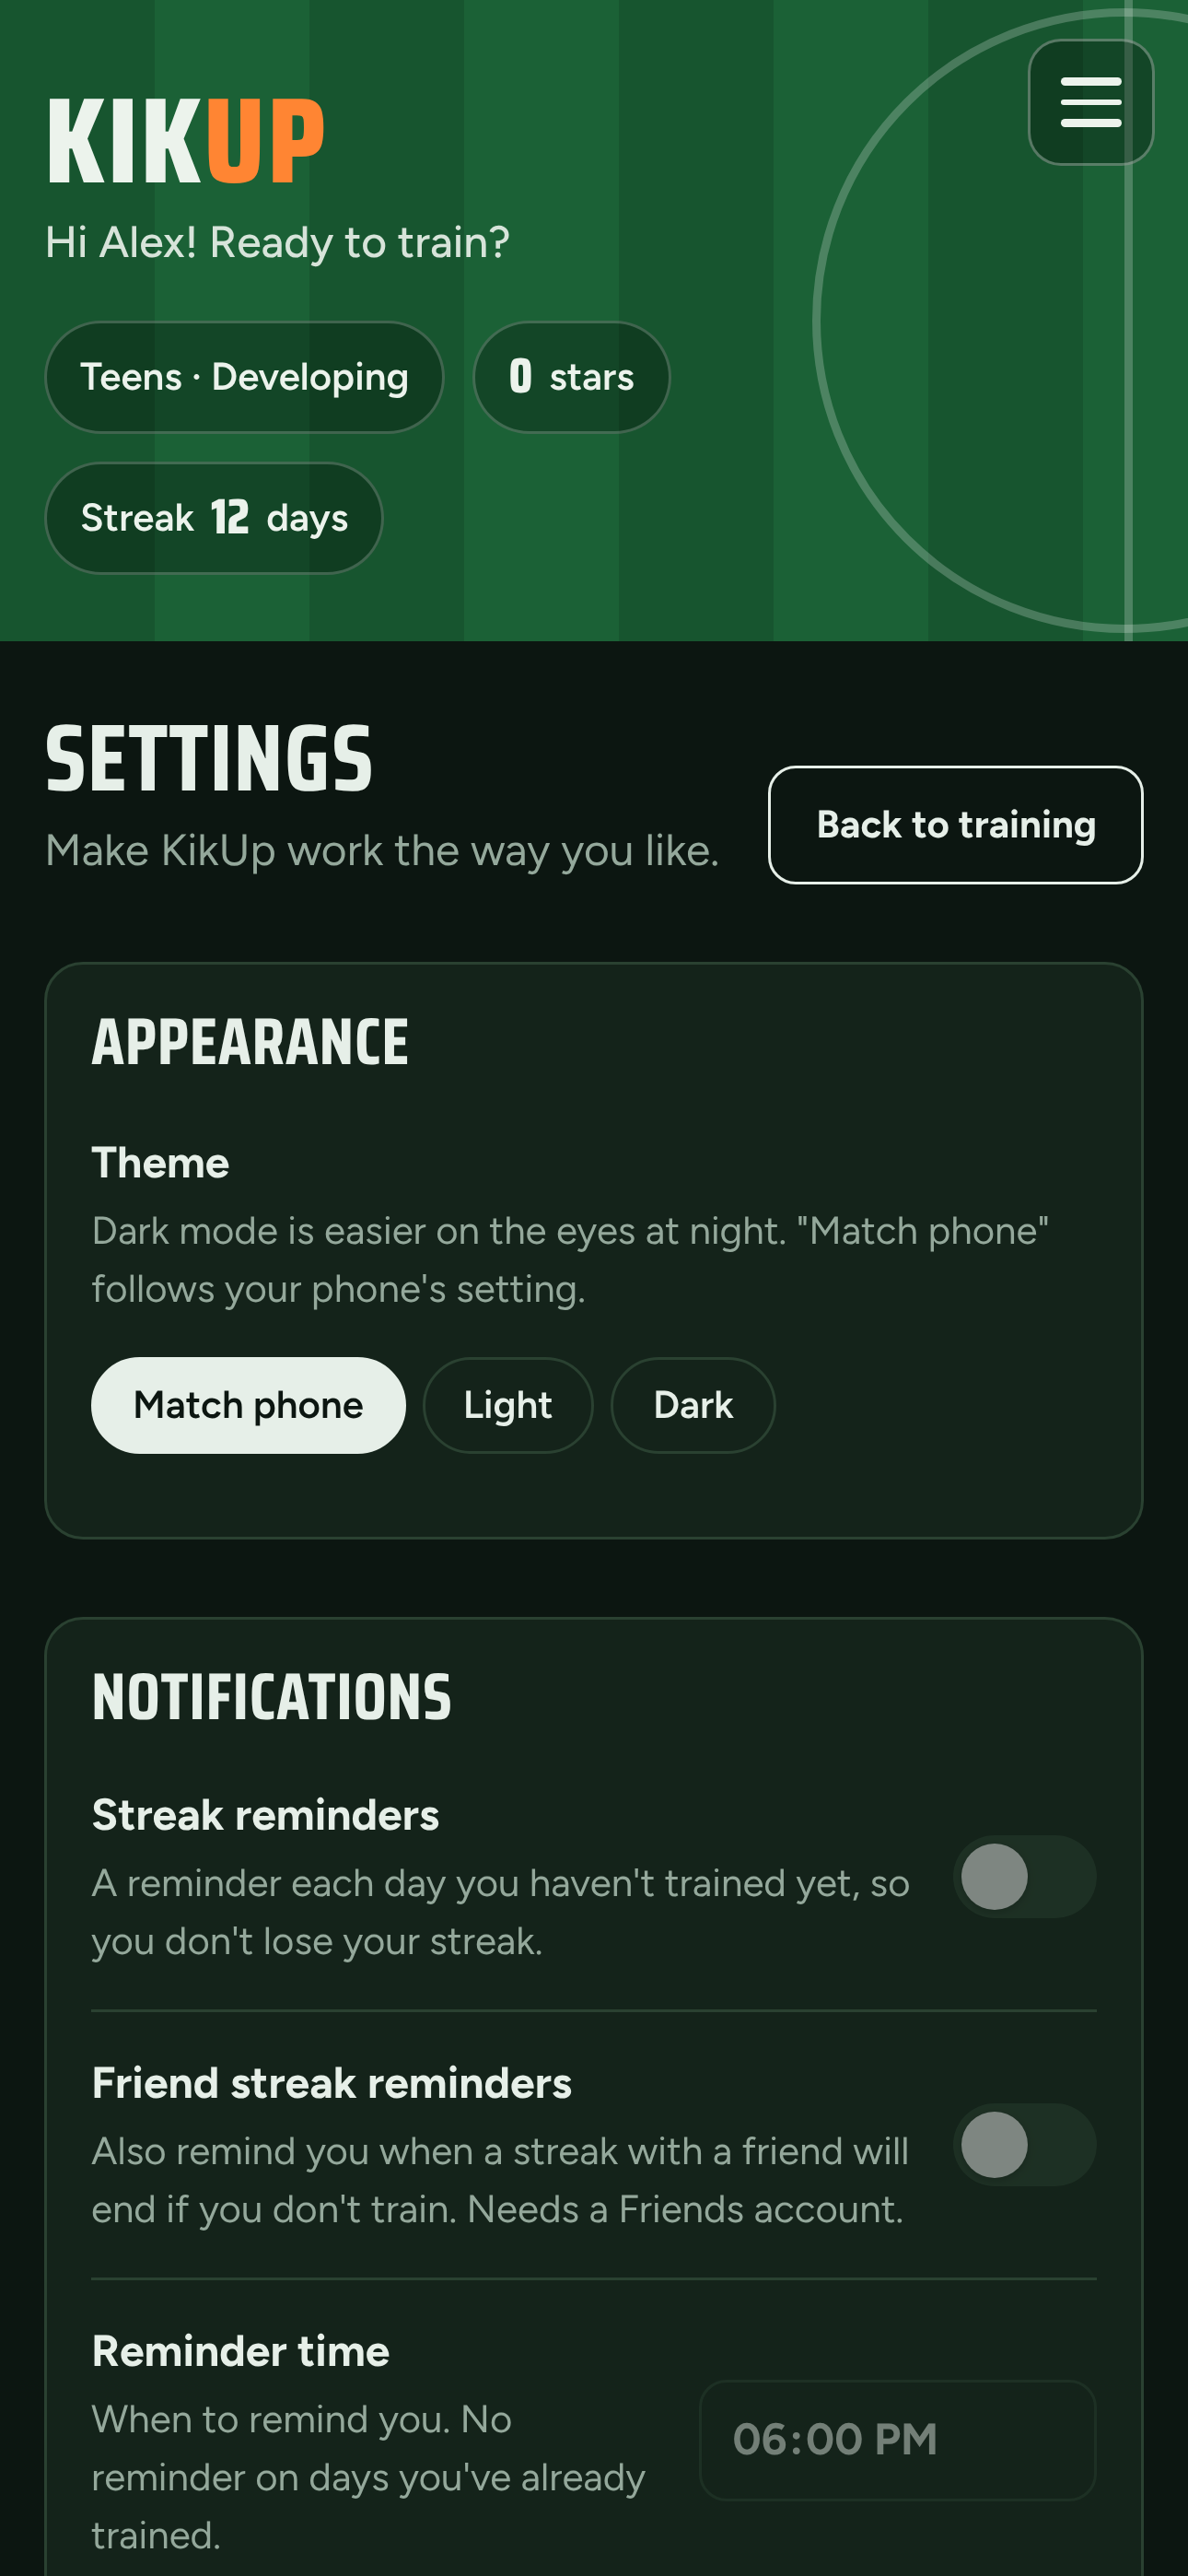 KIKUP
Hi Alex! Ready to train?
Teens · Developing
0 stars
Streak 12 days
SETTINGS
Make KikUp work the way you like.
Back to training
APPEARANCE
Theme
Dark mode is easier on the eyes at night. "Match phone"
follows your phone's setting.
Match phone
Light
Dark
NOTIFICATIONS
Streak reminders
A reminder each day you haven't trained yet, so
you don't lose your streak.
Friend streak reminders
Also remind you when a streak with a friend will
end if you don't train. Needs a Friends account.
Reminder time
When to remind you. No
reminder on days you've already
trained.
06:00 PM